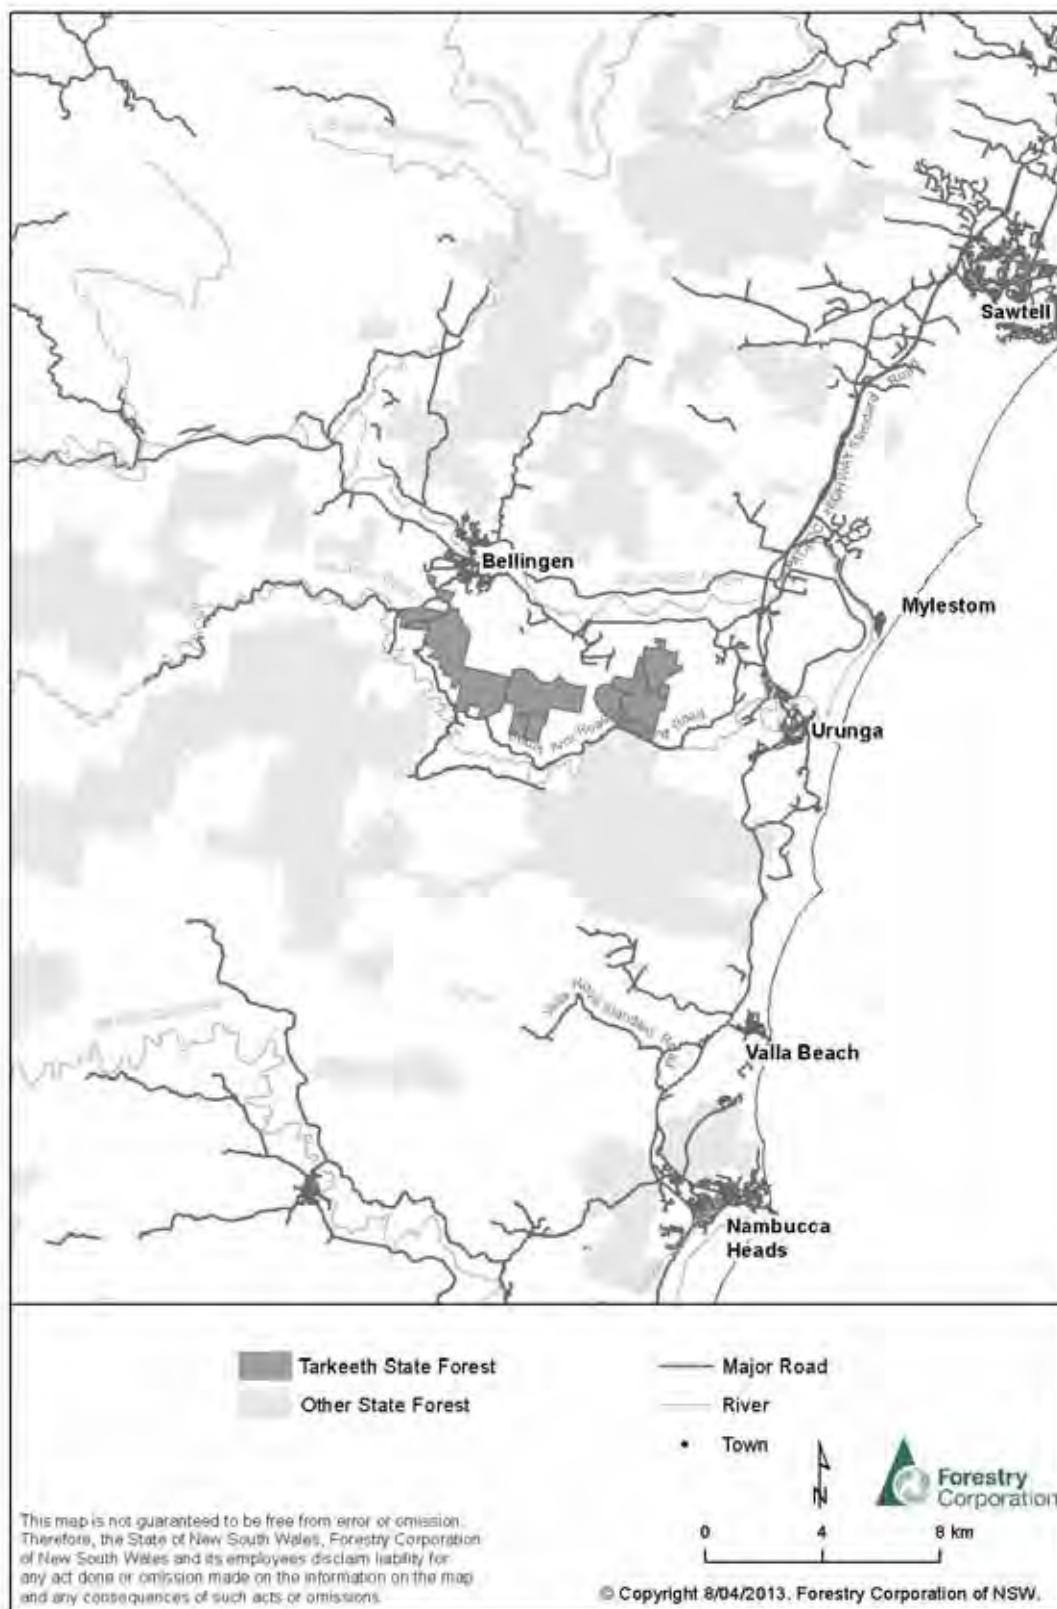 Sawtell
HIGHWAY Standard Road
Bellingen
Mylestom
Urunga
Road
Valla Beach
Nambucca
Heads
Tarkeeth State Forest
Other State Forest
Major Road
River
Town
N
Forestry
Corporation
0 4 8 km
This map is not guaranteed to be free from error or omission.
Therefore, the State of New South Wales, Forestry Corporation
of New South Wales and its employees disclaim liability for
any act done or omission made on the information on the map
and any consequences of such acts or omissions.
© Copyright 8/04/2013. Forestry Corporation of NSW.